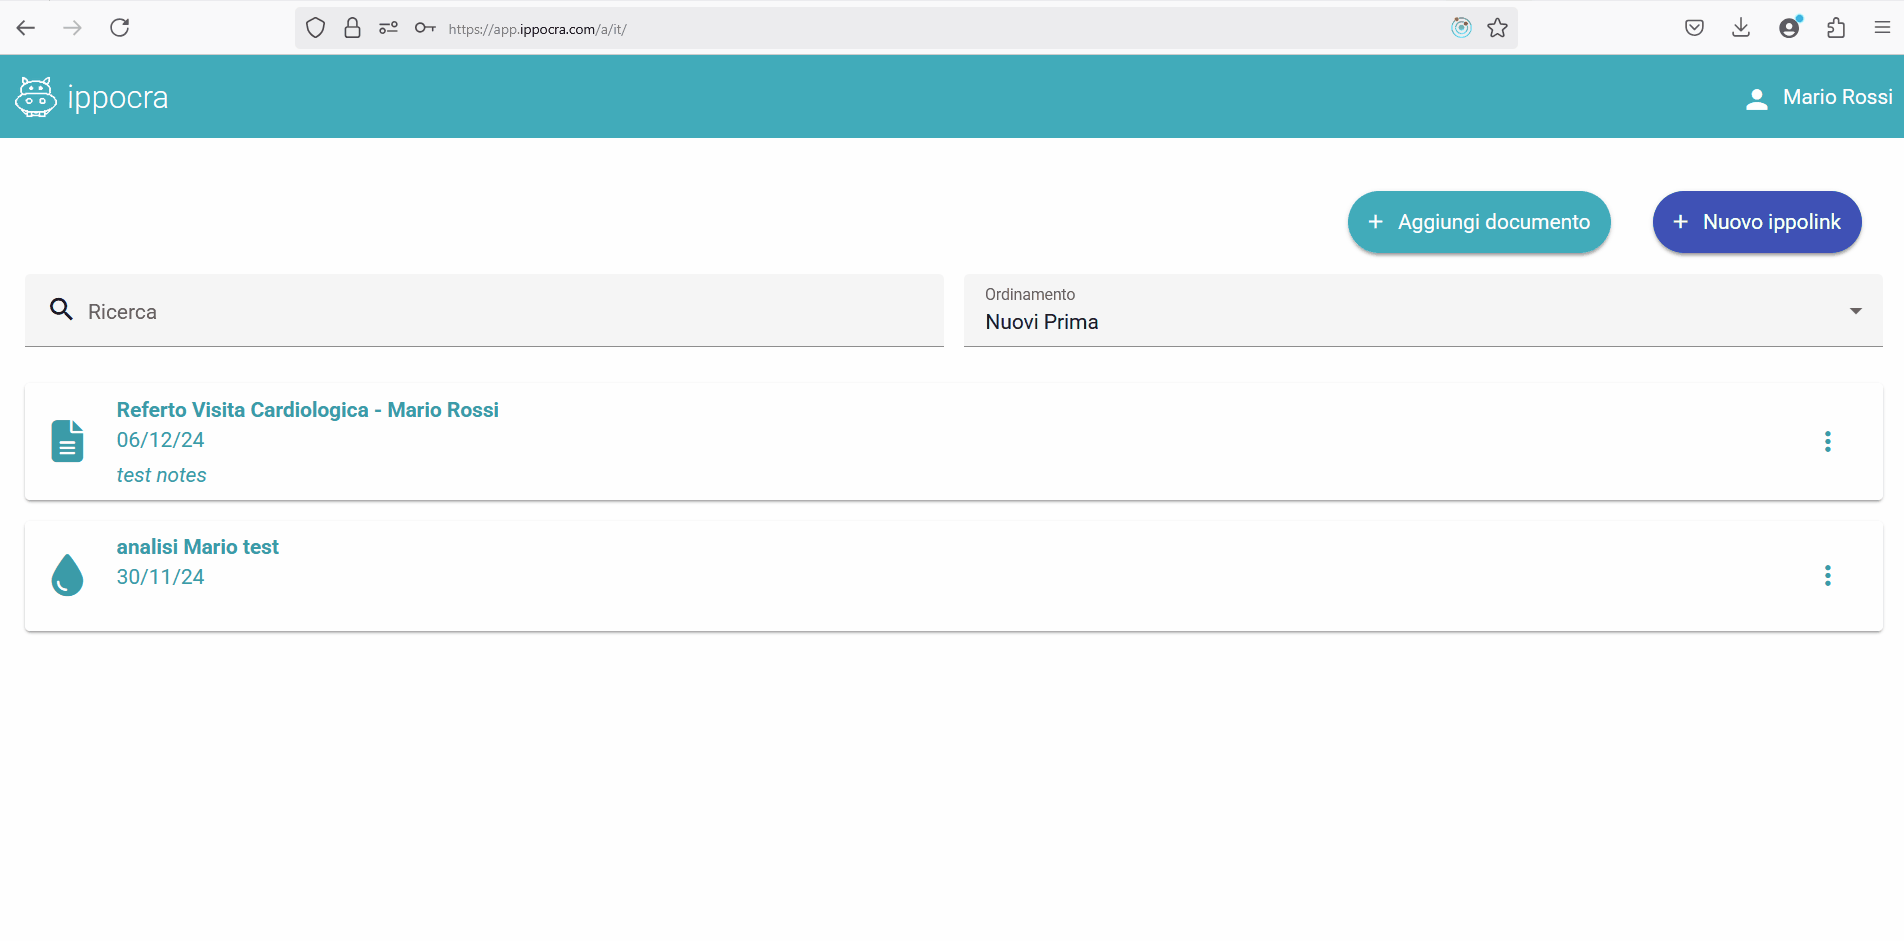 https://app.ippocra.com/a/it/
ippocra
Mario Rossi
+ Aggiungi documento
+ Nuovo ippolink
Ricerca
Ordinamento
Nuovi Prima
Referto Visita Cardiologica - Mario Rossi
06/12/24
test notes
analisi Mario test
30/11/24